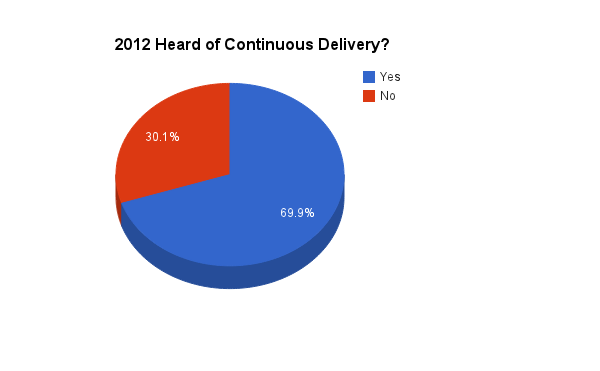 2012 Heard of Continuous Delivery?
Yes
No
30.1%
69.9%